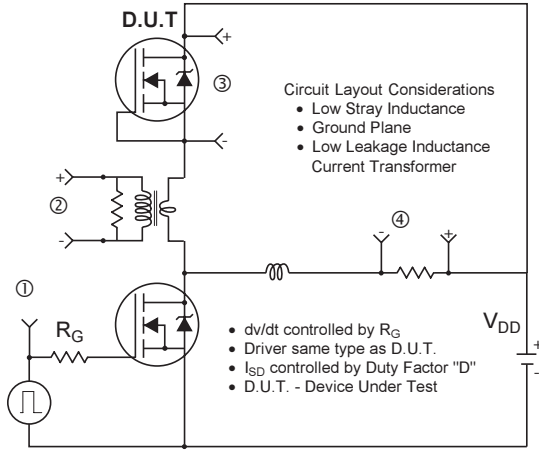 D.U.T
+
③
-
Circuit Layout Considerations
• Low Stray Inductance
• Ground Plane
• Low Leakage Inductance
Current Transformer
+
②
-
④
- +
①
R_G
V_DD
+
-
• dv/dt controlled by R_G
• Driver same type as D.U.T.
• I_SD controlled by Duty Factor "D"
• D.U.T. - Device Under Test